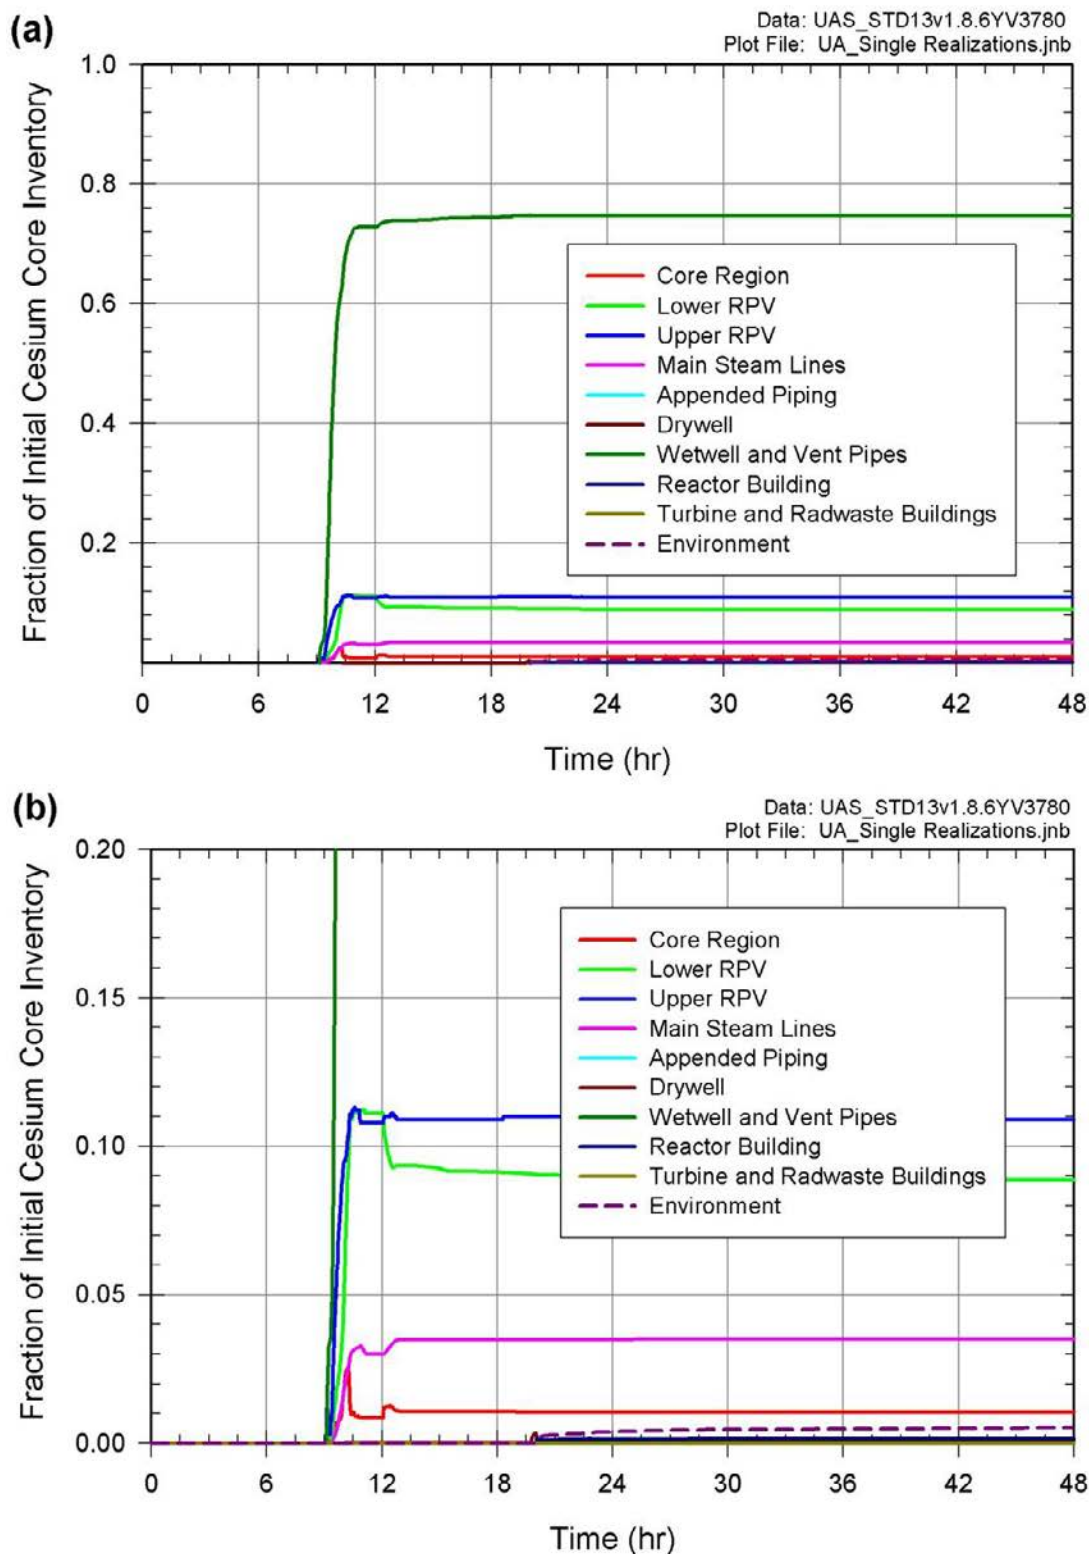 (a)
Data: UAS_STD13v1.8.6YV3780
Plot File: UA_Single Realizations.jnb
Fraction of Initial Cesium Core Inventory
1.0
0.8
0.6
0.4
0.2
Core Region
Lower RPV
Upper RPV
Main Steam Lines
Appended Piping
Drywell
Wetwell and Vent Pipes
Reactor Building
Turbine and Radwaste Buildings
Environment
0 6 12 18 24 30 36 42 48
Time (hr)
(b)
Data: UAS_STD13v1.8.6YV3780
Plot File: UA_Single Realizations.jnb
Fraction of Initial Cesium Core Inventory
0.20
0.15
0.10
0.05
0.00
Core Region
Lower RPV
Upper RPV
Main Steam Lines
Appended Piping
Drywell
Wetwell and Vent Pipes
Reactor Building
Turbine and Radwaste Buildings
Environment
0 6 12 18 24 30 36 42 48
Time (hr)